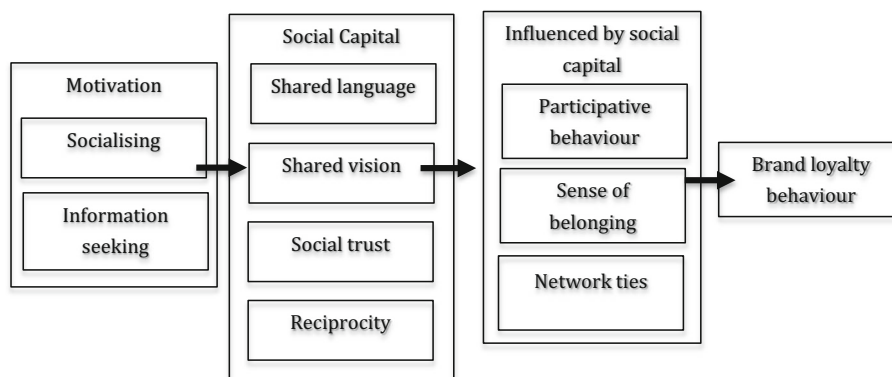 Motivation
Socialising
Information
seeking
Social Capital
Shared language
Shared vision
Social trust
Reciprocity
Influenced by social
capital
Participative
behaviour
Sense of
belonging
Network ties
Brand loyalty
behaviour